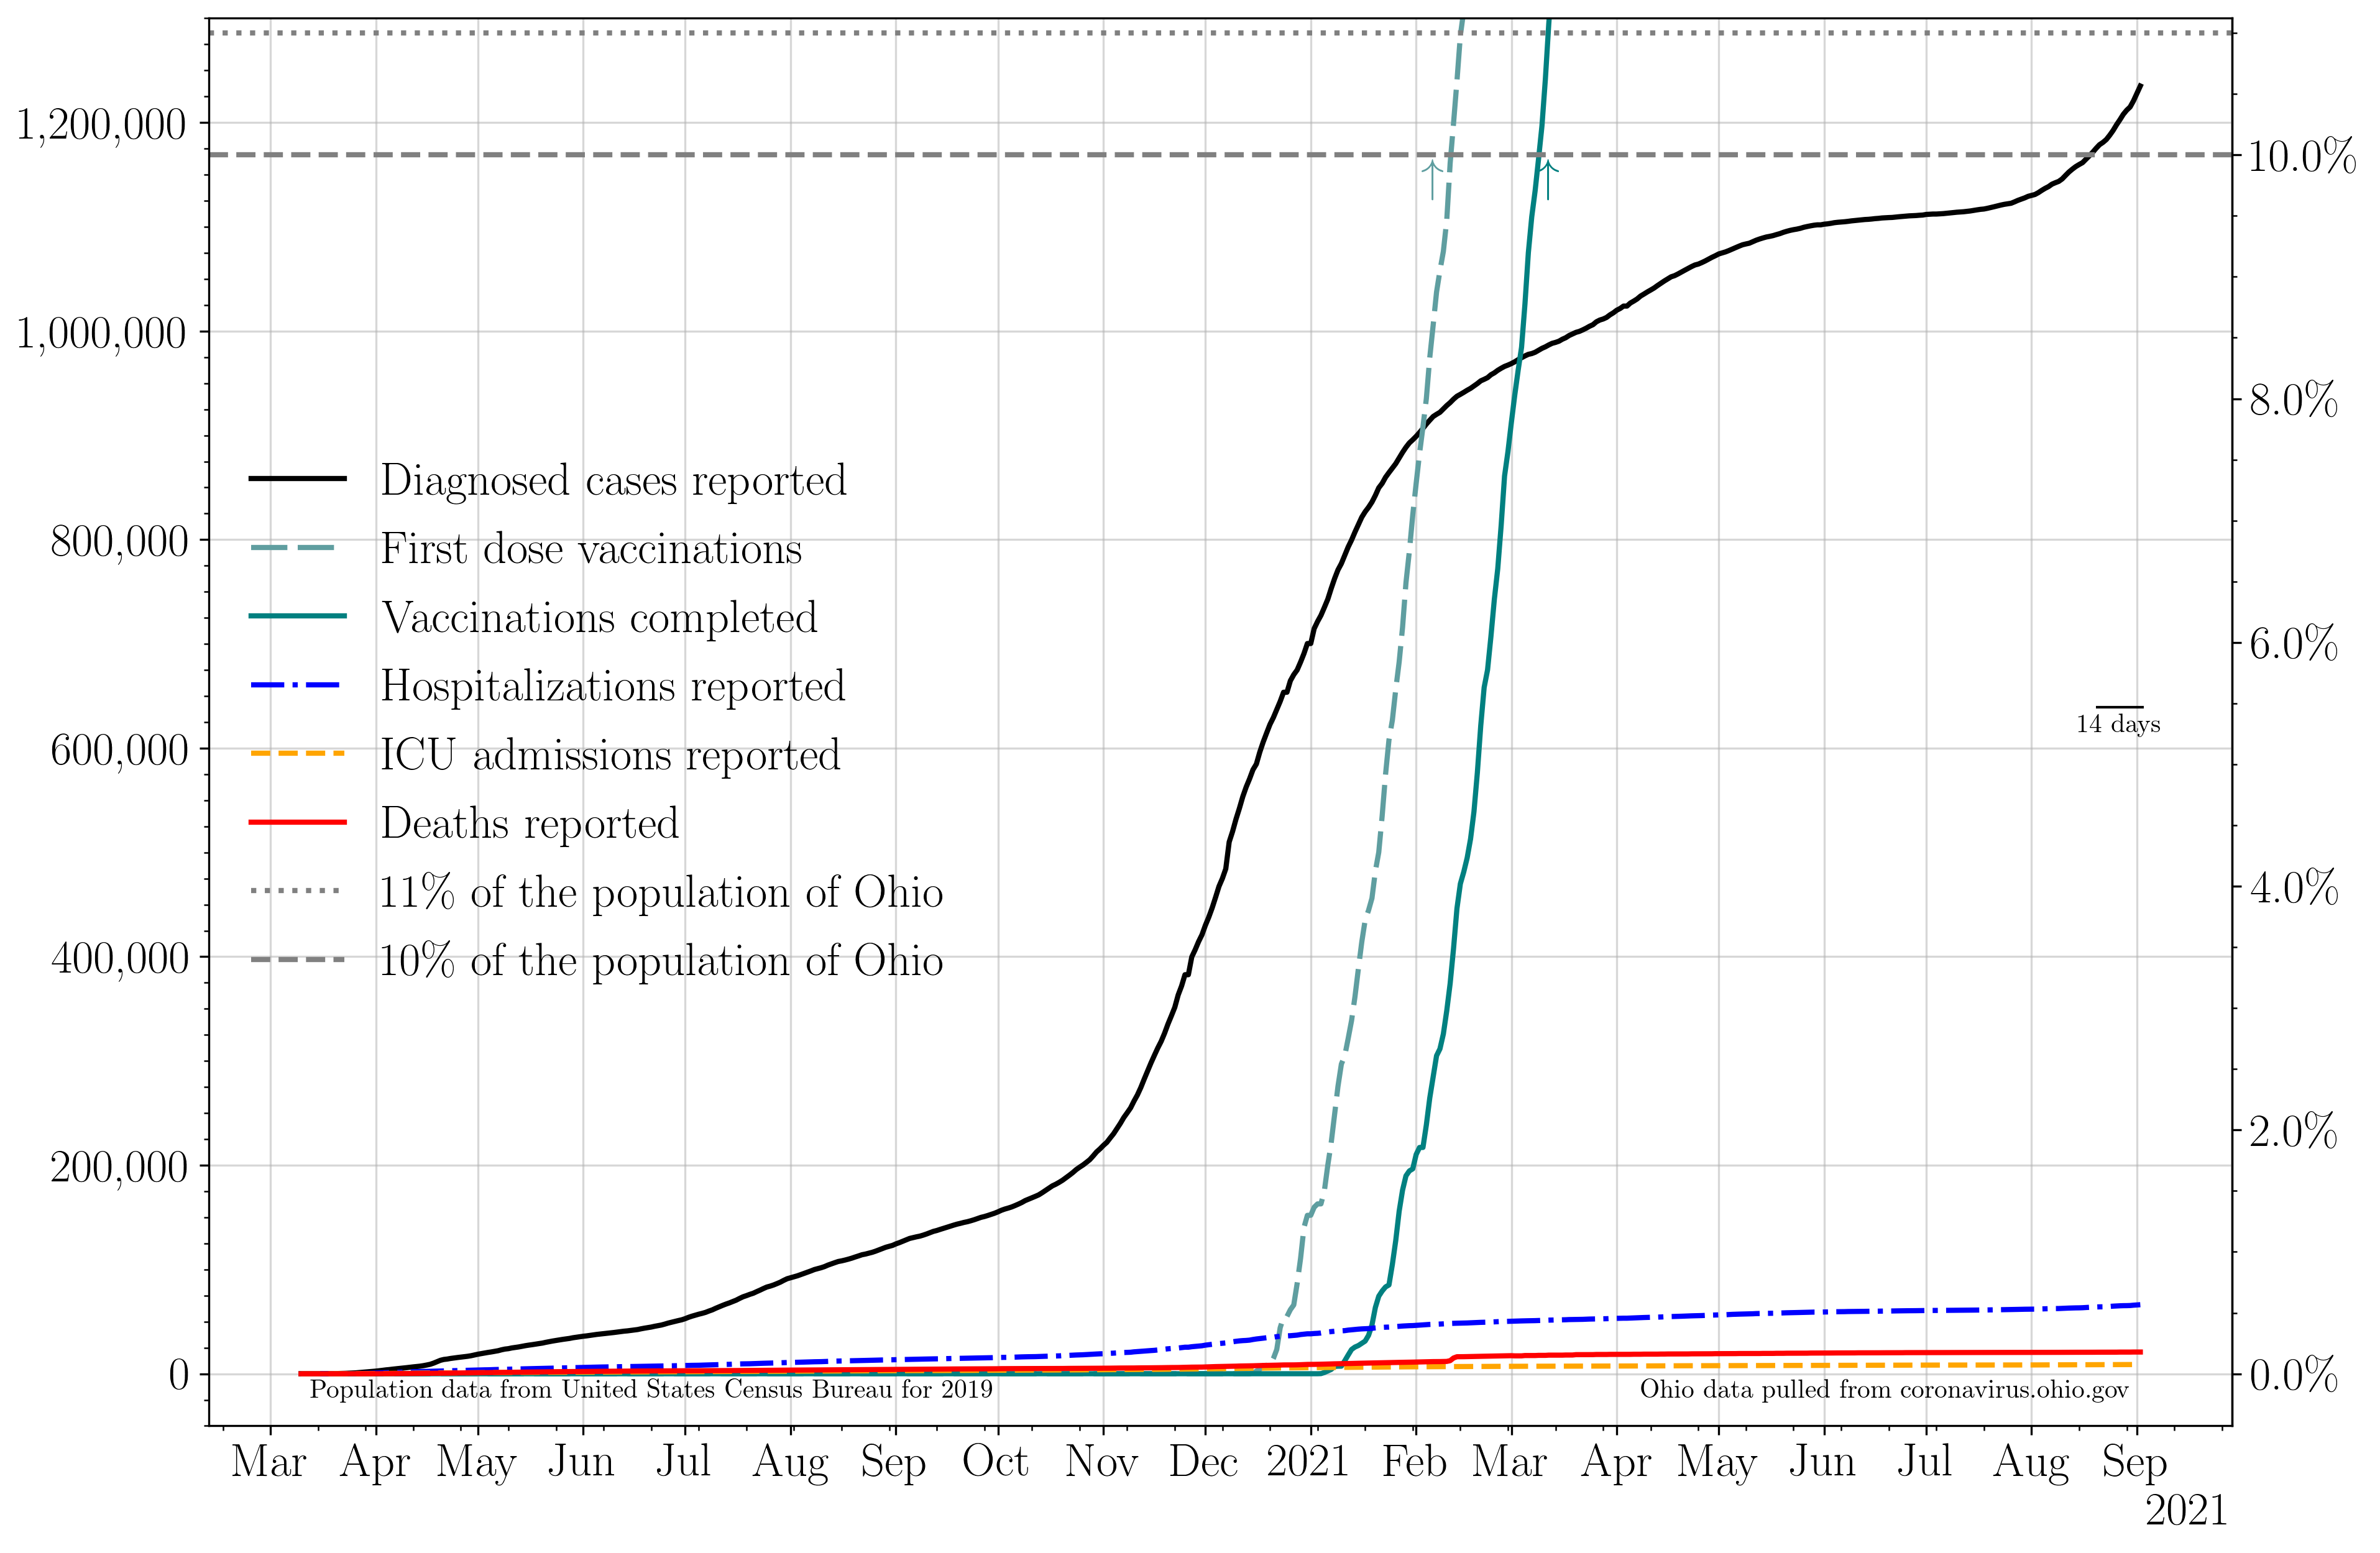 1,200,000
1,000,000
800,000
600,000
400,000
200,000
0
10.0%
8.0%
6.0%
4.0%
2.0%
0.0%
Diagnosed cases reported
First dose vaccinations
Vaccinations completed
Hospitalizations reported
ICU admissions reported
Deaths reported
11% of the population of Ohio
10% of the population of Ohio
14 days
Population data from United States Census Bureau for 2019
Ohio data pulled from coronavirus.ohio.gov
Mar Apr May Jun Jul Aug Sep Oct Nov Dec 2021 Feb Mar Apr May Jun Jul Aug Sep
2021